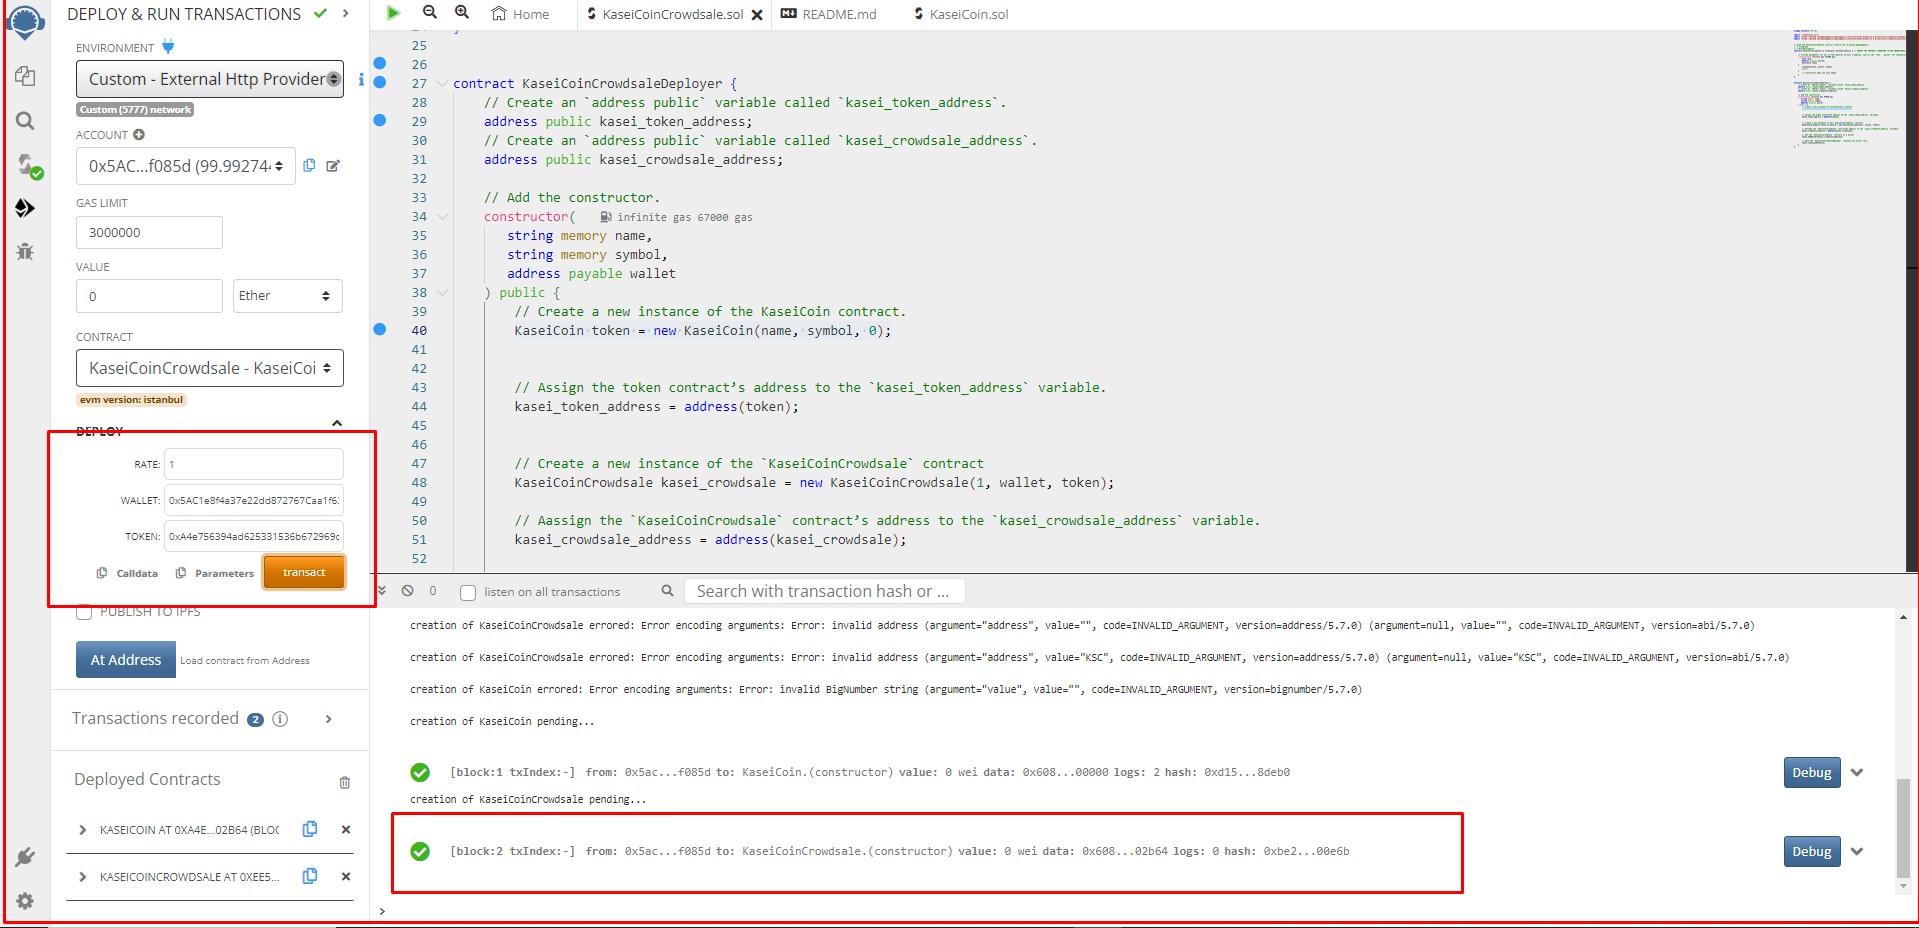 DEPLOY & RUN TRANSACTIONS
ENVIRONMENT
Custom - External Http Provider
Custom (5777) network
ACCOUNT
0x5AC...f085d (99.99274
GAS LIMIT
3000000
VALUE
0
Ether
CONTRACT
KaseiCoinCrowdsale - KaseiCoi
evm version: istanbul
DEPLOY
RATE: 1
WALLET: 0x5AC1e8f4a37e22dd872767Caa1f6
TOKEN: 0xA4e756394ad625331536b672969c
Calldata Parameters transact
PUBLISH TO IPFS
At Address Load contract from Address
Transactions recorded 2
Deployed Contracts
KASEICOIN AT 0XA4E...02B64 (BLOC
KASEICOINCROWDSALE AT 0XEE5...
Home KaseiCoinCrowdsale.sol README.md KaseiCoin.sol
25
26
27 contract KaseiCoinCrowdsaleDeployer {
28 // Create an `address public` variable called `kasei_token_address`.
29 address public kasei_token_address;
30 // Create an `address public` variable called `kasei_crowdsale_address`.
31 address public kasei_crowdsale_address;
32
33 // Add the constructor.
34 constructor( infinite gas 67000 gas
35 string memory name,
36 string memory symbol,
37 address payable wallet
38 ) public {
39 // Create a new instance of the KaseiCoin contract.
40 KaseiCoin token = new KaseiCoin(name, symbol, 0);
41
42
43 // Assign the token contract’s address to the `kasei_token_address` variable.
44 kasei_token_address = address(token);
45
46
47 // Create a new instance of the `KaseiCoinCrowdsale` contract
48 KaseiCoinCrowdsale kasei_crowdsale = new KaseiCoinCrowdsale(1, wallet, token);
49
50 // Aassign the `KaseiCoinCrowdsale` contract’s address to the `kasei_crowdsale_address` variable.
51 kasei_crowdsale_address = address(kasei_crowdsale);
52
0 listen on all transactions Search with transaction hash or ...
creation of KaseiCoinCrowdsale errored: Error encoding arguments: Error: invalid address (argument="address", value="", code=INVALID_ARGUMENT, version=address/5.7.0) (argument=null, value="", code=INVALID_ARGUMENT, version=abi/5.7.0)
creation of KaseiCoinCrowdsale errored: Error encoding arguments: Error: invalid address (argument="address", value="KSC", code=INVALID_ARGUMENT, version=address/5.7.0) (argument=null, value="KSC", code=INVALID_ARGUMENT, version=abi/5.7.0)
creation of KaseiCoin errored: Error encoding arguments: Error: invalid BigNumber string (argument="value", value="", code=INVALID_ARGUMENT, version=bignumber/5.7.0)
creation of KaseiCoin pending...
[block:1 txIndex:-] from: 0x5ac...f085d to: KaseiCoin.(constructor) value: 0 wei data: 0x608...00000 logs: 2 hash: 0xd15...8deb0 Debug
creation of KaseiCoinCrowdsale pending...
[block:2 txIndex:-] from: 0x5ac...f085d to: KaseiCoinCrowdsale.(constructor) value: 0 wei data: 0x608...02b64 logs: 0 hash: 0xbe2...00e6b Debug
>